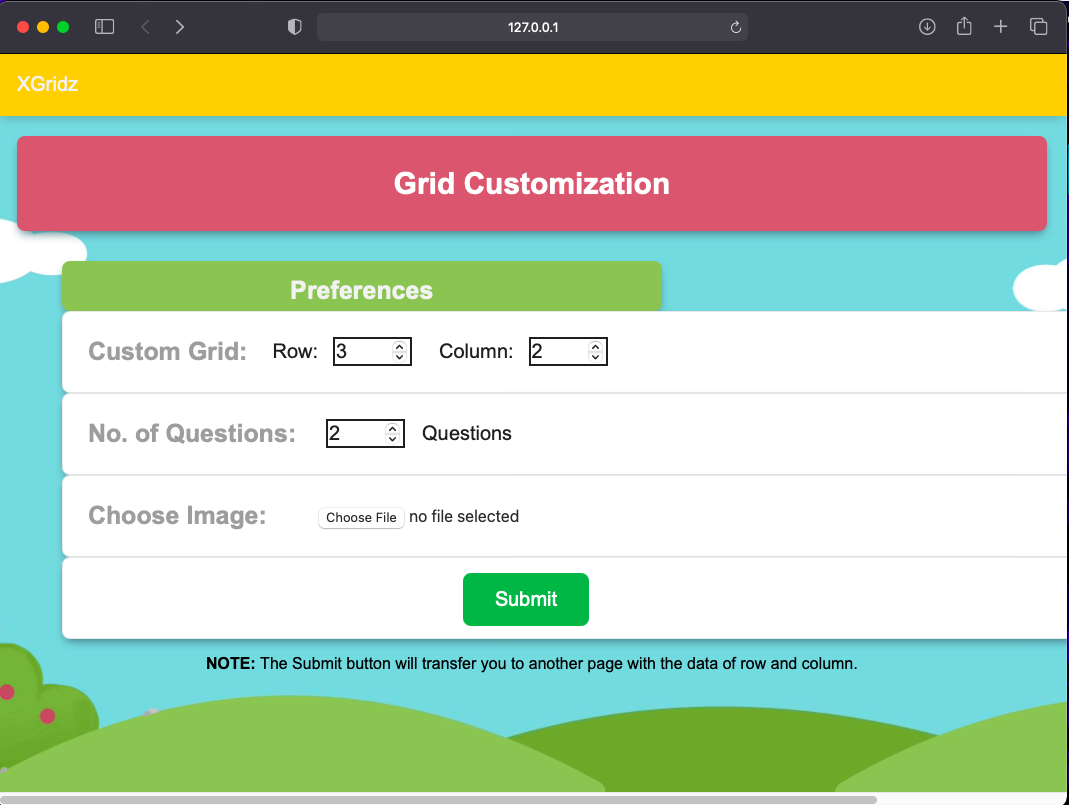 127.0.0.1
XGridz
Grid Customization
Preferences
Custom Grid: Row: 3 Column: 2
No. of Questions: 2 Questions
Choose Image: Choose File no file selected
Submit
NOTE: The Submit button will transfer you to another page with the data of row and column.